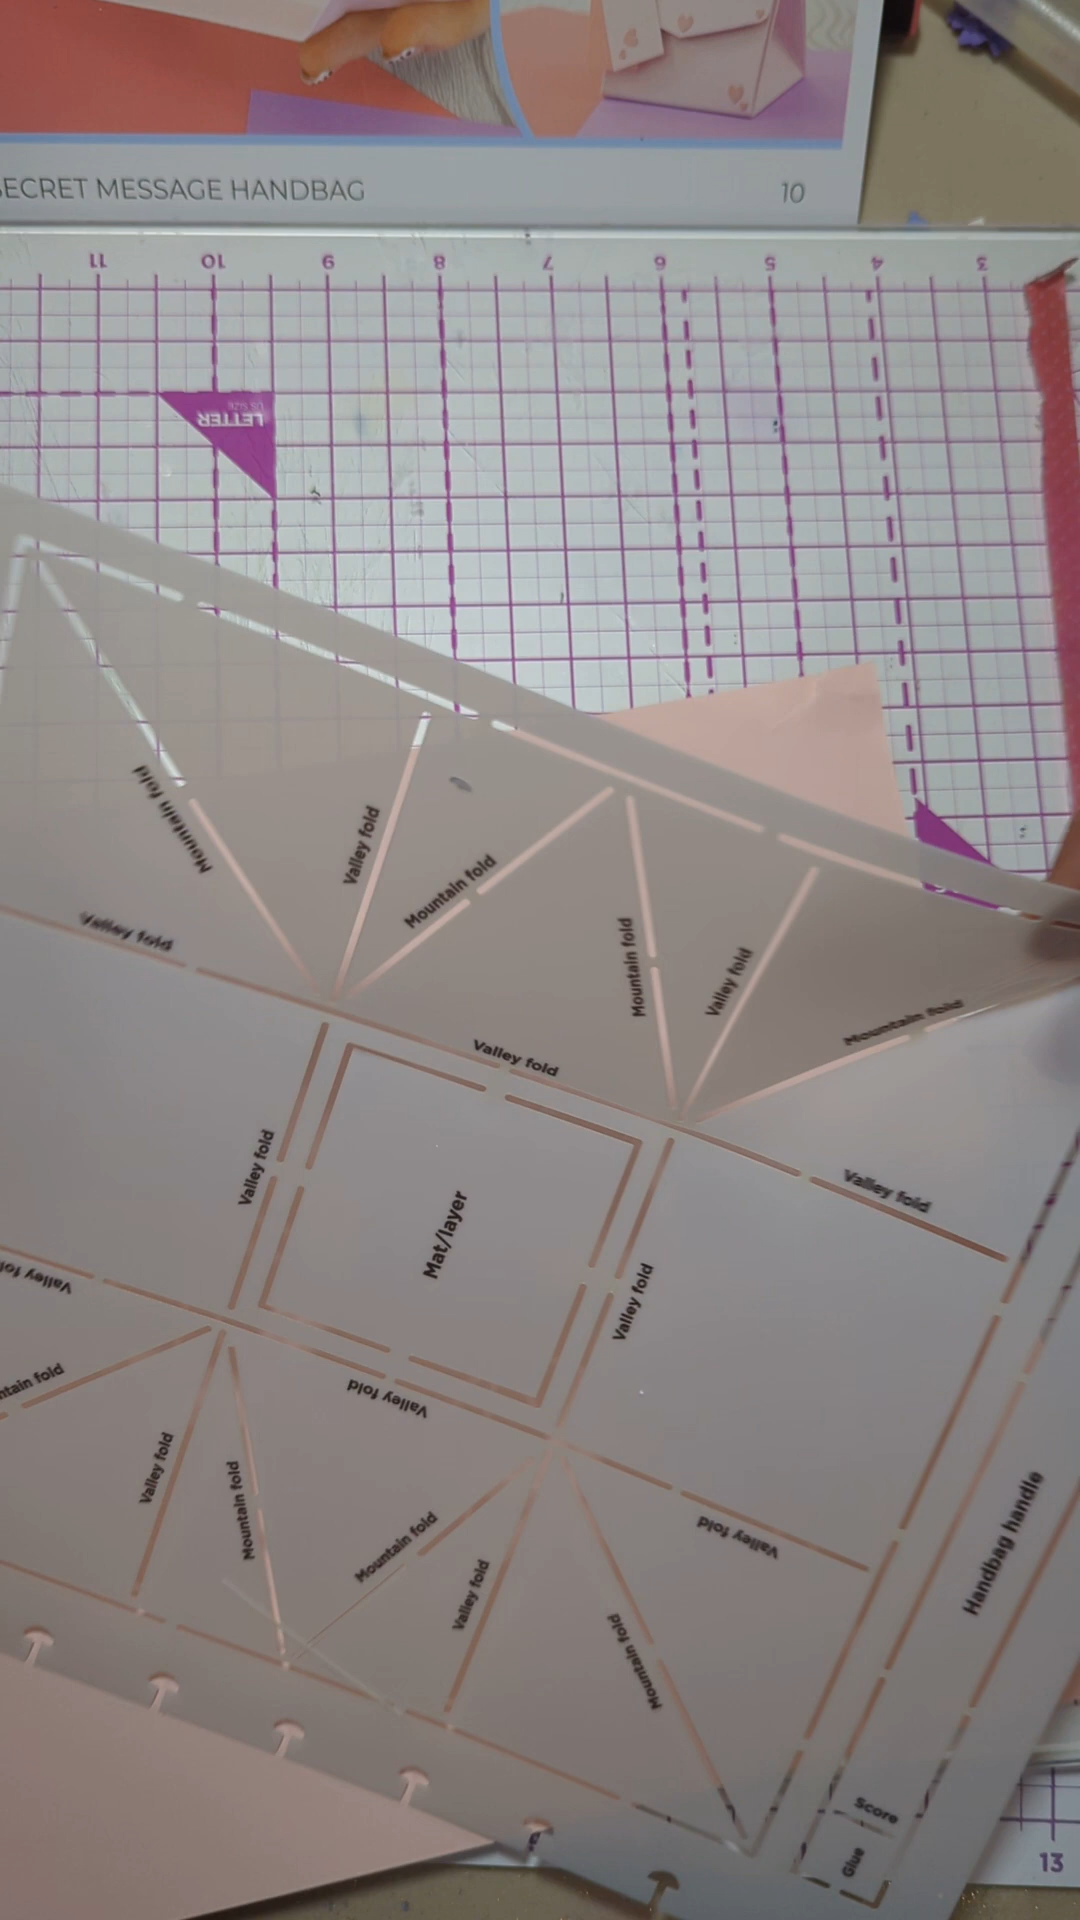 SECRET MESSAGE HANDBAG
10
11
10
9
8
7
6
5
4
3
US SIZE
LETTER
Mountain fold
Valley fold
Mountain fold
Mountain fold
Valley fold
Mountain fold
Valley fold
Valley fold
Valley fold
Valley fold
Mat/layer
Valley fold
Valley fold
Valley fold
Mountain fold
Valley fold
Mountain fold
Mountain fold
Valley fold
Valley fold
Mountain fold
Handbag handle
Score
Glue
13